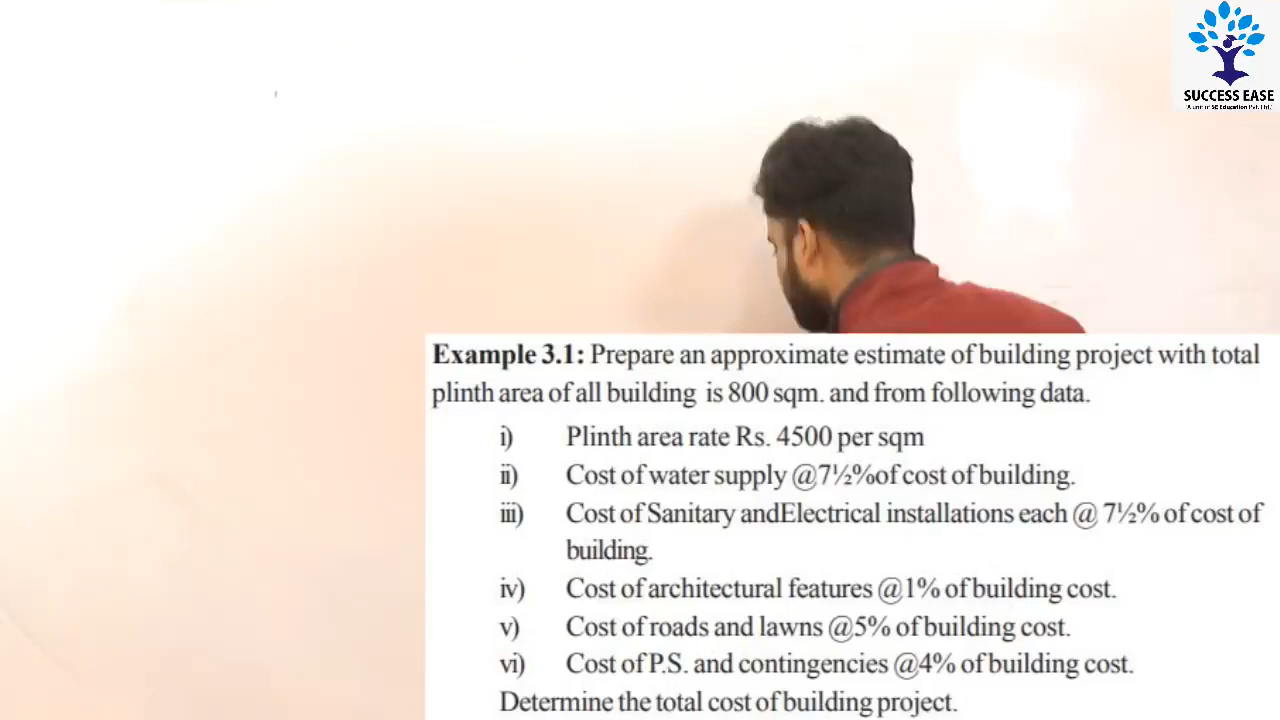 SUCCESS EASE
Example 3.1: Prepare an approximate estimate of building project with total
plinth area of all building is 800 sqm. and from following data.
i) Plinth area rate Rs. 4500 per sqm
ii) Cost of water supply @7½%of cost of building.
iii) Cost of Sanitary andElectrical installations each @ 7½% of cost of
building.
iv) Cost of architectural features @1% of building cost.
v) Cost of roads and lawns @5% of building cost.
vi) Cost of P.S. and contingencies @4% of building cost.
Determine the total cost of building project.